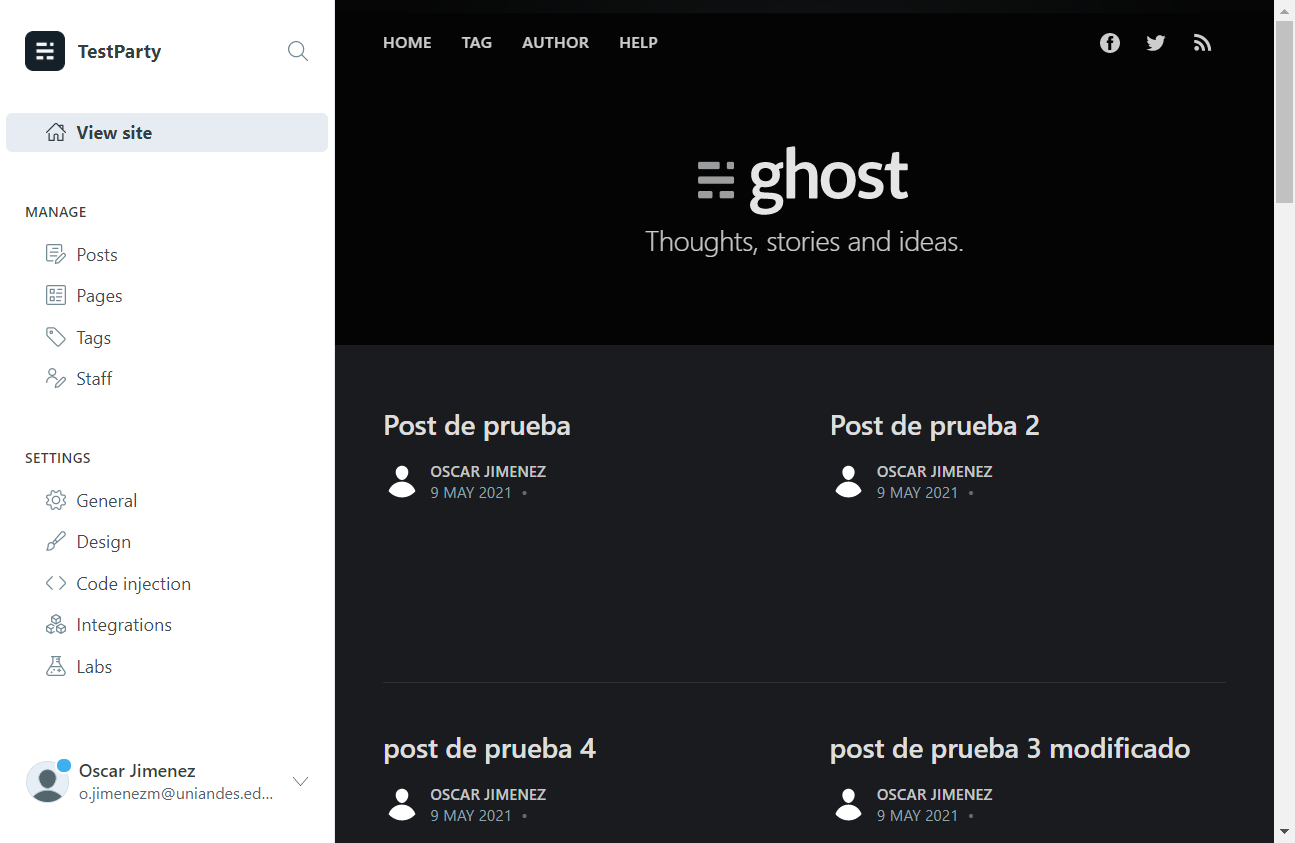 TestParty
View site
MANAGE
Posts
Pages
Tags
Staff
SETTINGS
General
Design
Code injection
Integrations
Labs
Oscar Jimenez
o.jimenezm@uniandes.ed...
HOME TAG AUTHOR HELP
ghost
Thoughts, stories and ideas.
Post de prueba
OSCAR JIMENEZ
9 MAY 2021 •
Post de prueba 2
OSCAR JIMENEZ
9 MAY 2021 •
post de prueba 4
OSCAR JIMENEZ
9 MAY 2021 •
post de prueba 3 modificado
OSCAR JIMENEZ
9 MAY 2021 •